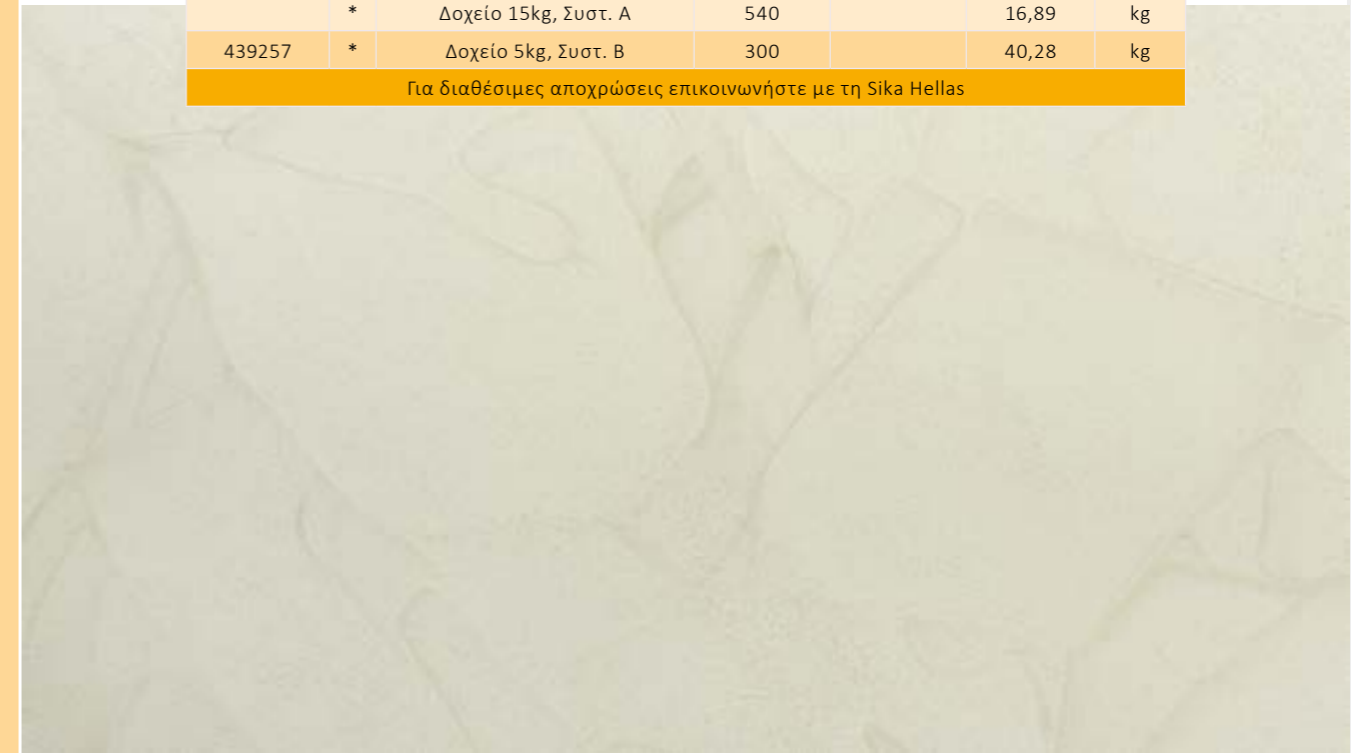 * Δοχείο 15kg, Συστ. Α 540 16,89 kg
439257 * Δοχείο 5kg, Συστ. Β 300 40,28 kg
Για διαθέσιμες αποχρώσεις επικοινωνήστε με τη Sika Hellas